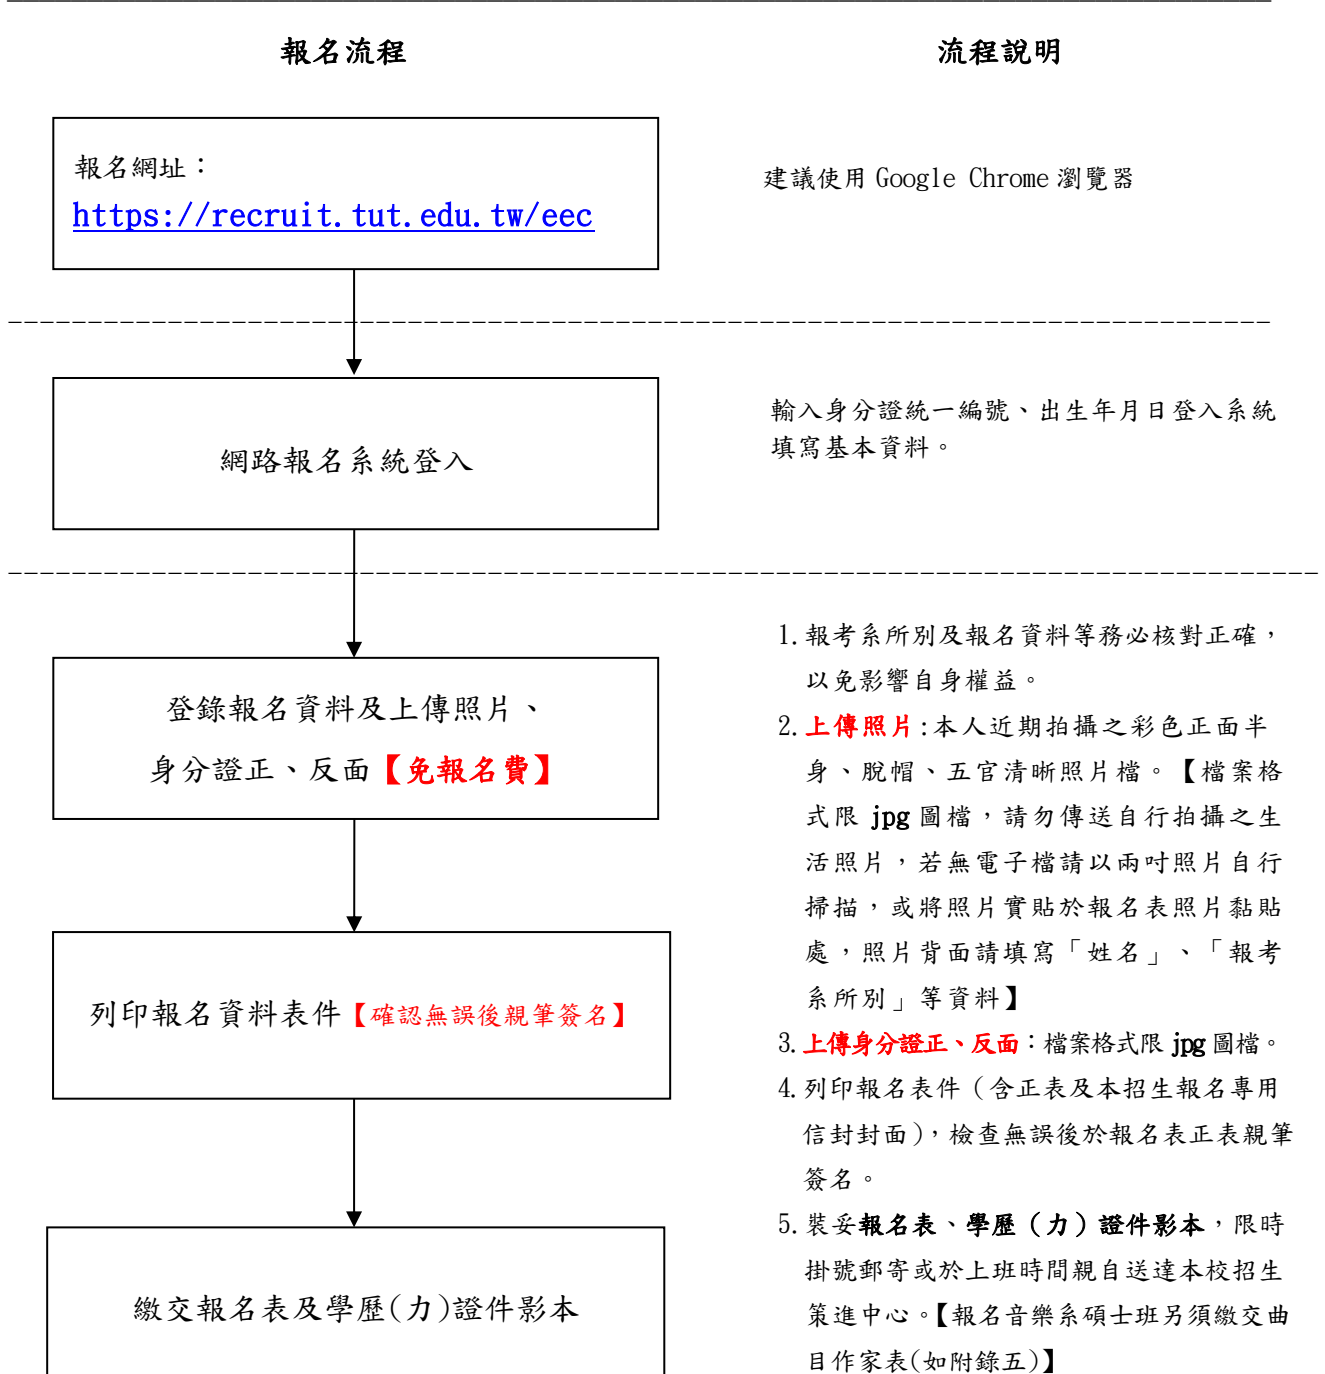 報名流程
流程說明
報名網址：
https://recruit.tut.edu.tw/eec
建議使用 Google Chrome 瀏覽器
網路報名系統登入
輸入身分證統一編號、出生年月日登入系統
填寫基本資料。
登錄報名資料及上傳照片、
身分證正、反面【免報名費】
列印報名資料表件【確認無誤後親筆簽名】
繳交報名表及學歷(力)證件影本
1.報考系所別及報名資料等務必核對正確，
以免影響自身權益。
2.上傳照片:本人近期拍攝之彩色正面半
身、脫帽、五官清晰照片檔。【檔案格
式限 jpg 圖檔，請勿傳送自行拍攝之生
活照片，若無電子檔請以兩吋照片自行
掃描，或將照片實貼於報名表照片黏貼
處，照片背面請填寫「姓名」、「報考
系所別」等資料】
3.上傳身分證正、反面：檔案格式限 jpg 圖檔。
4.列印報名表件（含正表及本招生報名專用
信封封面），檢查無誤後於報名表正表親筆
簽名。
5.裝妥報名表、學歷（力）證件影本，限時
掛號郵寄或於上班時間親自送達本校招生
策進中心。【報名音樂系碩士班另須繳交曲
目作家表(如附錄五)】